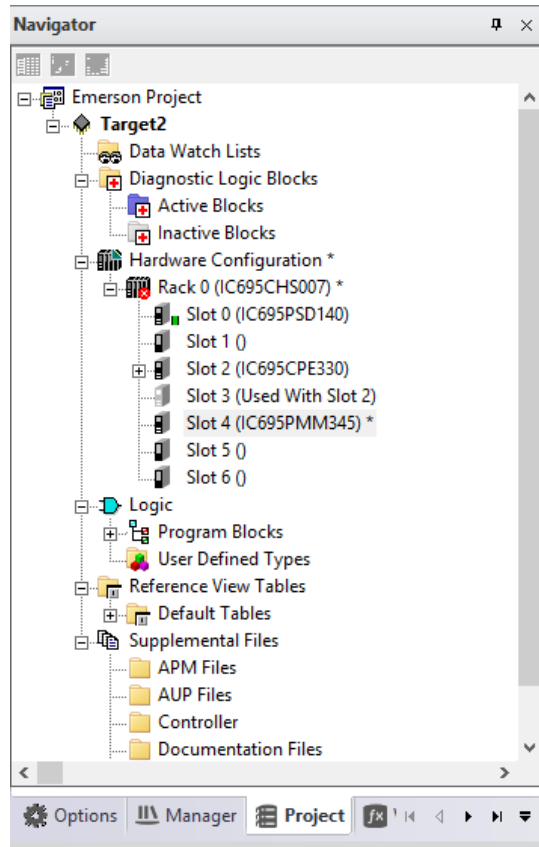 Navigator
Emerson Project
Target2
Data Watch Lists
Diagnostic Logic Blocks
Active Blocks
Inactive Blocks
Hardware Configuration *
Rack 0 (IC695CHS007) *
Slot 0 (IC695PSD140)
Slot 1 ()
Slot 2 (IC695CPE330)
Slot 3 (Used With Slot 2)
Slot 4 (IC695PMM345) *
Slot 5 ()
Slot 6 ()
Logic
Program Blocks
User Defined Types
Reference View Tables
Default Tables
Supplemental Files
APM Files
AUP Files
Controller
Documentation Files
Options Manager Project fx